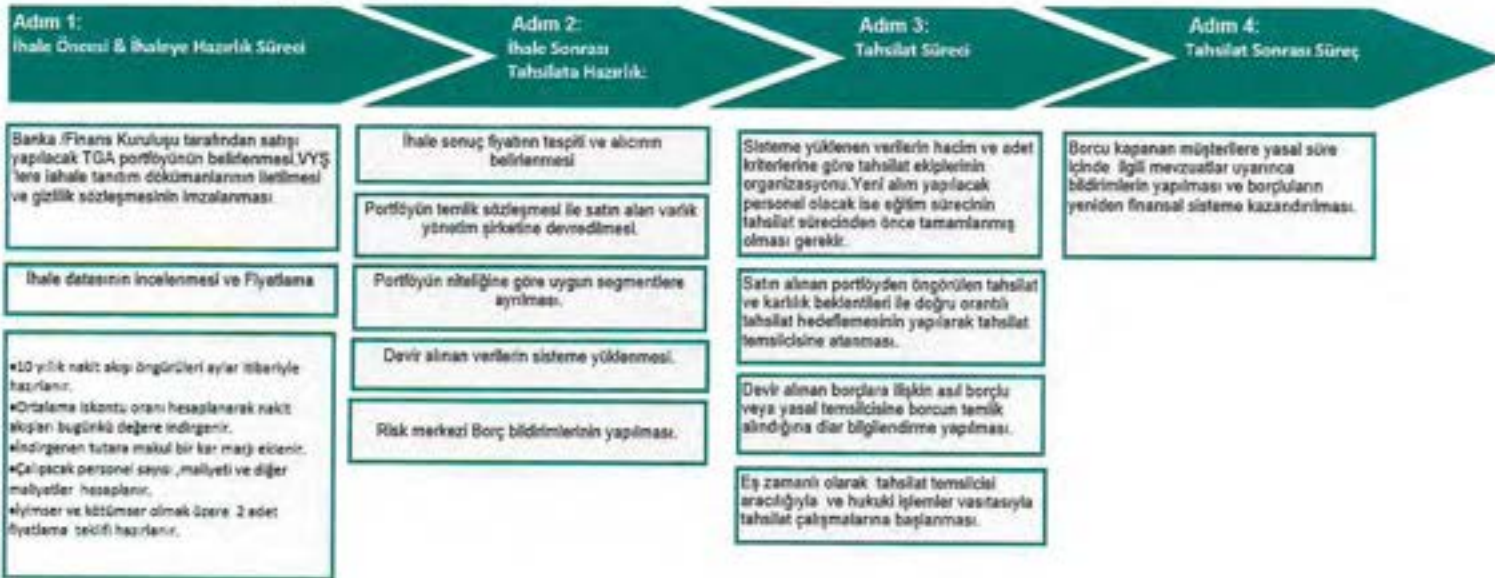 Adım 1:
İhale Öncesi & İhaleye Hazırlık Süreci
Adım 2:
İhale Sonrası
Tahsilata Hazırlık:
Adım 3:
Tahsilat Süreci
Adım 4:
Tahsilat Sonrası Süreç
Banka /Finans Kuruluşu tarafından satışı
yapılacak TGA portföyünün belirlenmesi,VYŞ
'lere iahale tanıtım dökümanlarının iletilmesi
ve gizlilik sözleşmesinin imzalanması
İhale datasının incelenmesi ve Fiyatlama
•10 yıllık nakit akışı öngörüleri aylar itibariyle
hazırlanır.
•Ortalama iskontu oranı hesaplanarak nakit
akışları bugünkü değere indirgenir.
•İndirgenen tutara makul bir kar marjı eklenir.
•Çalışacak personel sayısı ,maliyeti ve diğer
maliyatler hesaplanır.
•İyimser ve kötümser olmak üzere 2 adet
fiyatlama teklifi hazırlanır.
İhale sonuç fiyatının tespiti ve alıcının
belirlenmesi
Portföyün temlik sözleşmesi ile satın alan varlık
yönetim şirketine devredilmesi.
Portföyün niteliğine göre uygun segmentlere
ayrılması.
Devir alınan verilerin sisteme yüklenmesi.
Risk merkezi Borç bildirimlerinin yapılması.
Sisteme yüklenen verilerin hacim ve adet
kriterlerine göre tahsilat ekiplerinin
organizasyonu.Yeni alım yapılacak
personel olacak ise eğitim sürecinin
tahsilat sürecinden önce tamamlanmış
olması gerekir.
Satın alınan portföyden öngörülen tahsilat
ve karlılık beklentileri ile doğru orantılı
tahsilat hedeflemesinin yapılarak tahsilat
temsilcisine atanması.
Devir alınan borçlara ilişkin asıl borçlu
veya yasal temsilcisine borcun temlik
alındığına diar bilgilendirme yapılması.
Eş zamanlı olarak tahsilat temsilcisi
aracılığıyla ve hukuki işlemler vasıtasıyla
tahsilat çalışmalarına başlanması.
Borcu kapanan müşterilere yasal süre
içinde ilgili mevzuatlar uyarınca
bildirimlerin yapılması ve borçluların
yeniden finansal sisteme kazandırılması.